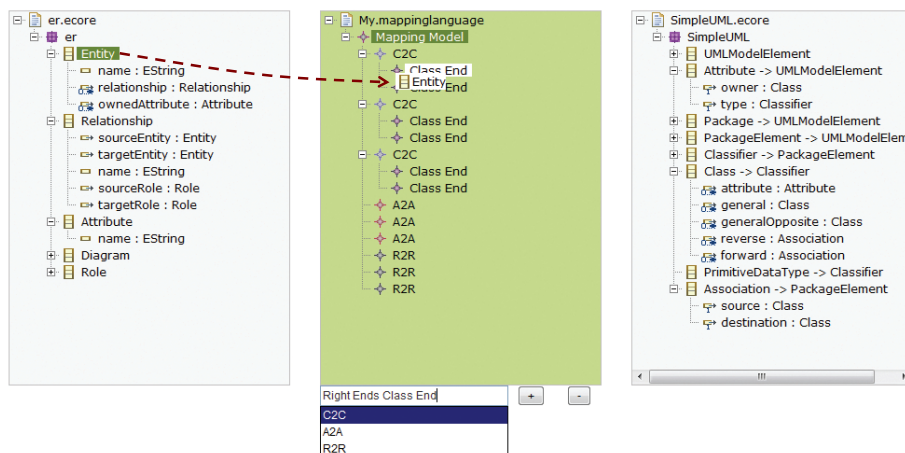 er.ecore
er
Entity
name : EString
relationship : Relationship
ownedAttribute : Attribute
Relationship
sourceEntity : Entity
targetEntity : Entity
name : EString
sourceRole : Role
targetRole : Role
Attribute
name : EString
Diagram
Role
My.mappinglanguage
Mapping Model
C2C
Class End
Entity
Class End
C2C
Class End
Class End
C2C
Class End
Class End
A2A
A2A
A2A
R2R
R2R
R2R
Right Ends Class End
+
-
C2C
A2A
R2R
SimpleUML.ecore
SimpleUML
UMLModelElement
Attribute -> UMLModelElement
owner : Class
type : Classifier
Package -> UMLModelElement
PackageElement -> UMLModelElem
Classifier -> PackageElement
Class -> Classifier
attribute : Attribute
general : Class
generalOpposite : Class
reverse : Association
forward : Association
PrimitiveDataType -> Classifier
Association -> PackageElement
source : Class
destination : Class